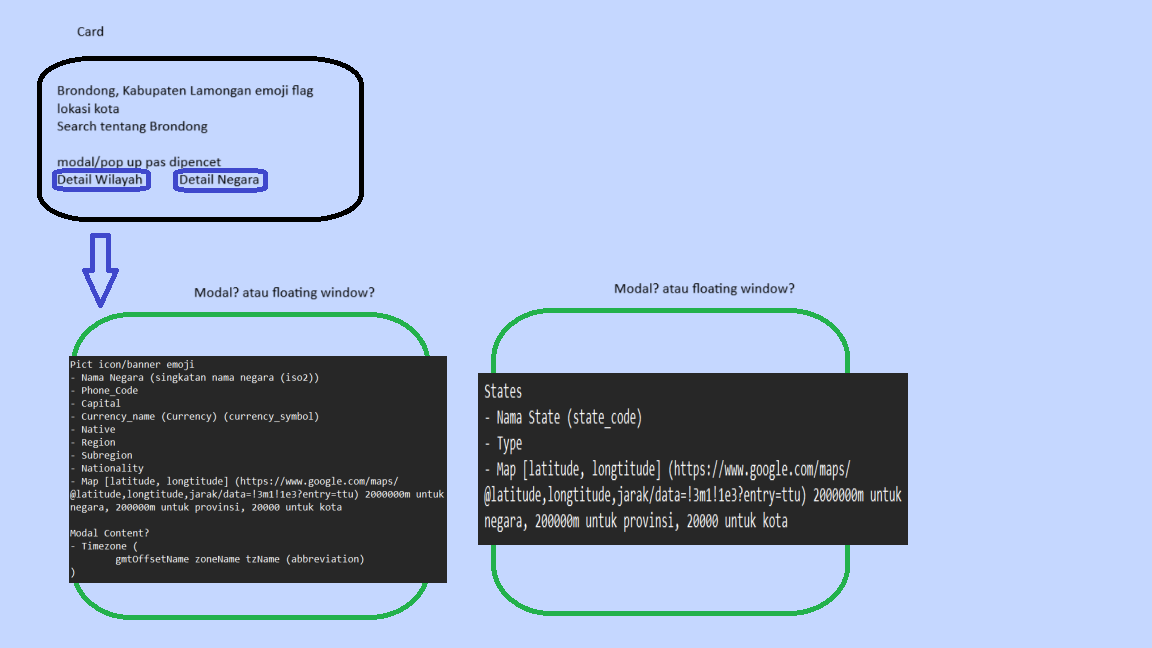 Card
Brondong, Kabupaten Lamongan emoji flag
lokasi kota
Search tentang Brondong
modal/pop up pas dipencet
Detail Wilayah
Detail Negara
Modal? atau floating window?
Pict icon/banner emoji
- Nama Negara (singkatan nama negara (iso2))
- Phone_Code
- Capital
- Currency_name (Currency) (currency_symbol)
- Native
- Region
- Subregion
- Nationality
- Map [latitude, longtitude] (https://www.google.com/maps/
@latitude,longtitude,jarak/data=!3m1!1e3?entry=ttu) 2000000m untuk
negara, 200000m untuk provinsi, 20000 untuk kota
Modal Content?
- Timezone (
gmtOffsetName zoneName tzName (abbreviation)
)
Modal? atau floating window?
States
- Nama State (state_code)
- Type
- Map [latitude, longtitude] (https://www.google.com/maps/
@latitude,longtitude,jarak/data=!3m1!1e3?entry=ttu) 2000000m untuk
negara, 200000m untuk provinsi, 20000 untuk kota